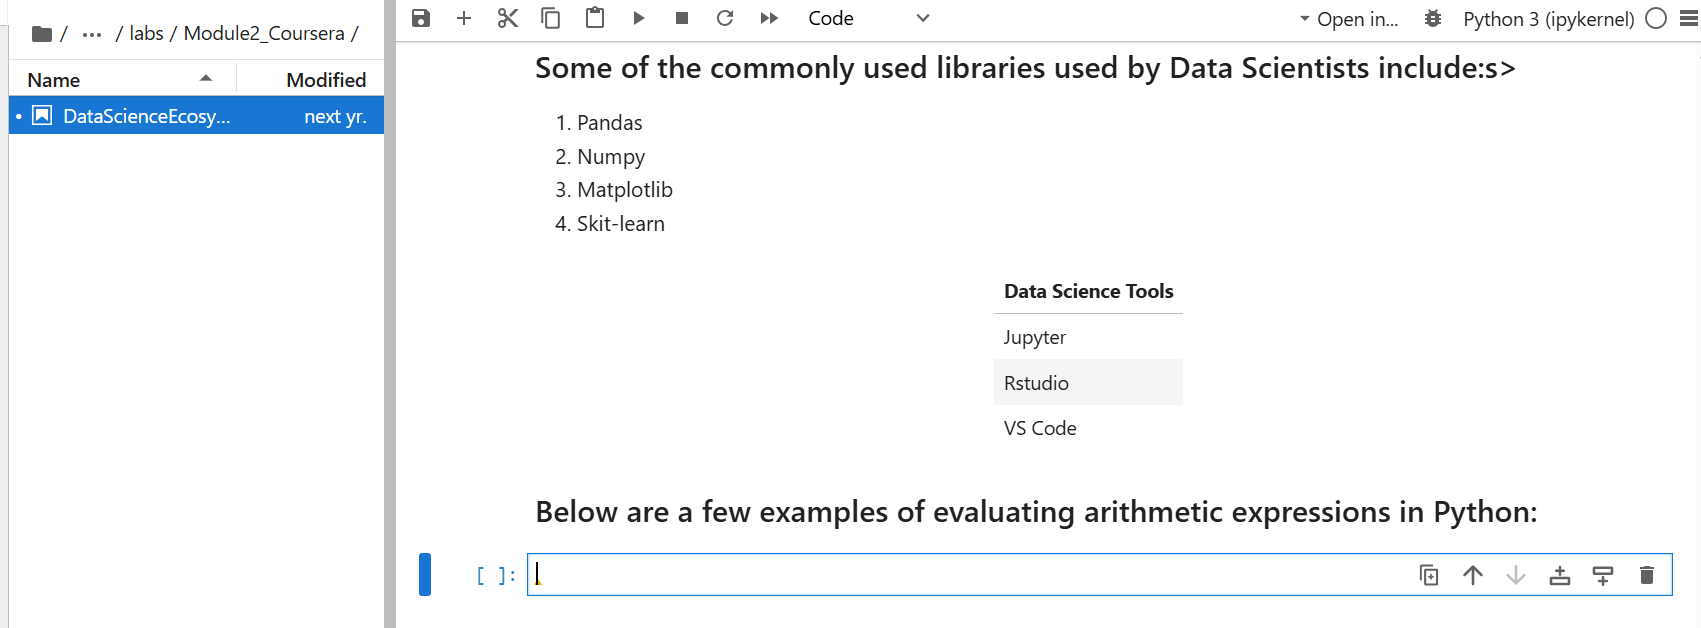 / ... / labs / Module2_Coursera /
Name Modified
DataScienceEcosy... next yr.
Code
Open in...
Python 3 (ipykernel)
Some of the commonly used libraries used by Data Scientists include:s>
1. Pandas
2. Numpy
3. Matplotlib
4. Skit-learn
Data Science Tools
Jupyter
Rstudio
VS Code
Below are a few examples of evaluating arithmetic expressions in Python:
[ ]: